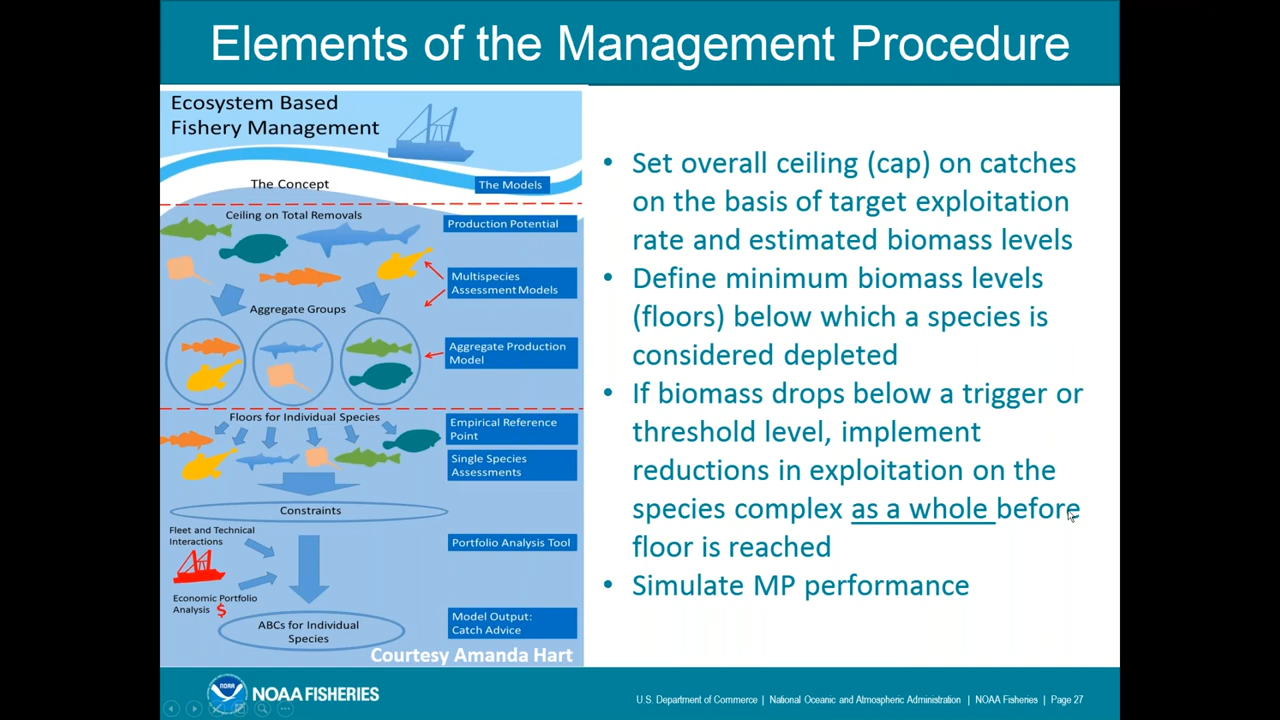 Elements of the Management Procedure
Ecosystem Based
Fishery Management
The Concept
The Models
Ceiling on Total Removals
Production Potential
Multispecies
Assessment Models
Aggregate Groups
Aggregate Production
Model
Floors for Individual Species
Empirical Reference
Point
Single Species
Assessments
Constraints
Fleet and Technical
Interactions
Portfolio Analysis Tool
Economic Portfolio
Analysis $
ABCs for Individual
Species
Model Output:
Catch Advice
Courtesy Amanda Hart
• Set overall ceiling (cap) on catches
on the basis of target exploitation
rate and estimated biomass levels
• Define minimum biomass levels
(floors) below which a species is
considered depleted
• If biomass drops below a trigger or
threshold level, implement
reductions in exploitation on the
species complex as a whole before
floor is reached
• Simulate MP performance
NOAA
NOAA FISHERIES
U.S. Department of Commerce | National Oceanic and Atmospheric Administration | NOAA Fisheries | Page 27